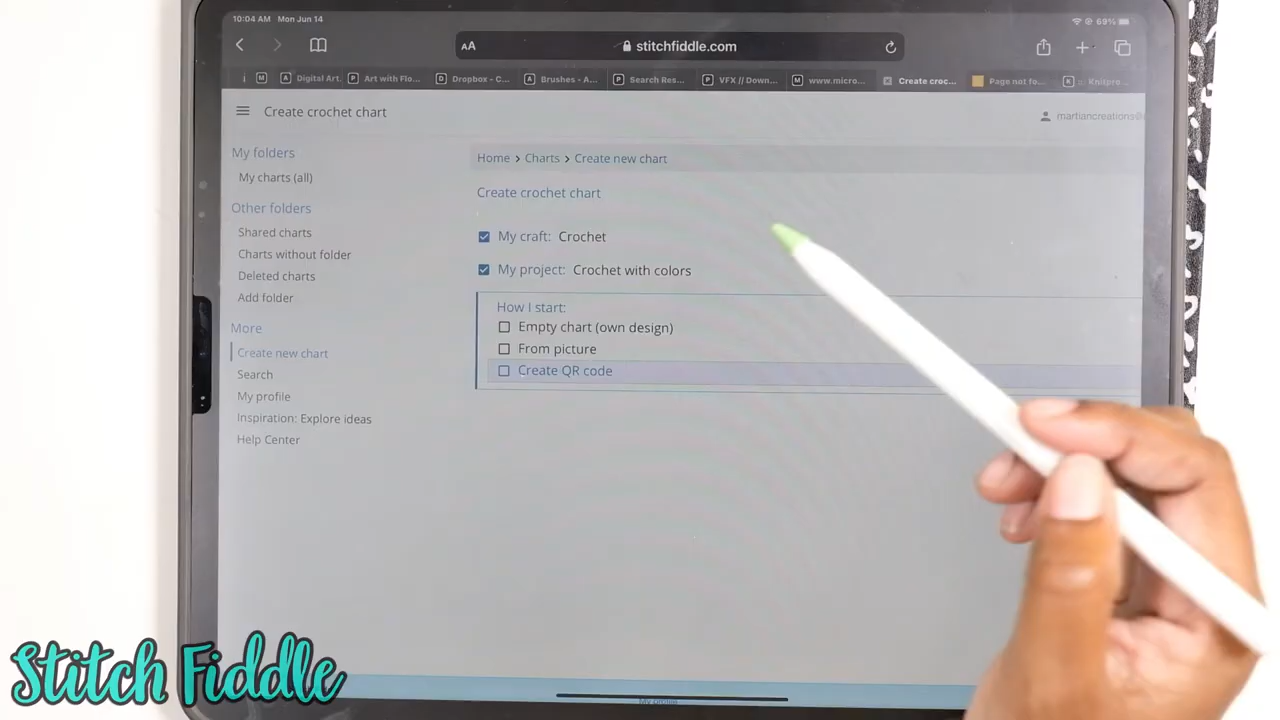 10:04 AM Mon Jun 14
69%
AA stitchfiddle.com
Digital Art. Art with Flo... Dropbox - C... Brushes - A... Search Res... VFX // Down... www.micro... Create croc... Page not fo... Knitpro...
Create crochet chart
martiancreations@
My folders
My charts (all)
Other folders
Shared charts
Charts without folder
Deleted charts
Add folder
More
Create new chart
Search
My profile
Inspiration: Explore ideas
Help Center
Home > Charts > Create new chart
Create crochet chart
My craft: Crochet
My project: Crochet with colors
How I start:
Empty chart (own design)
From picture
Create QR code
Stitch Fiddle